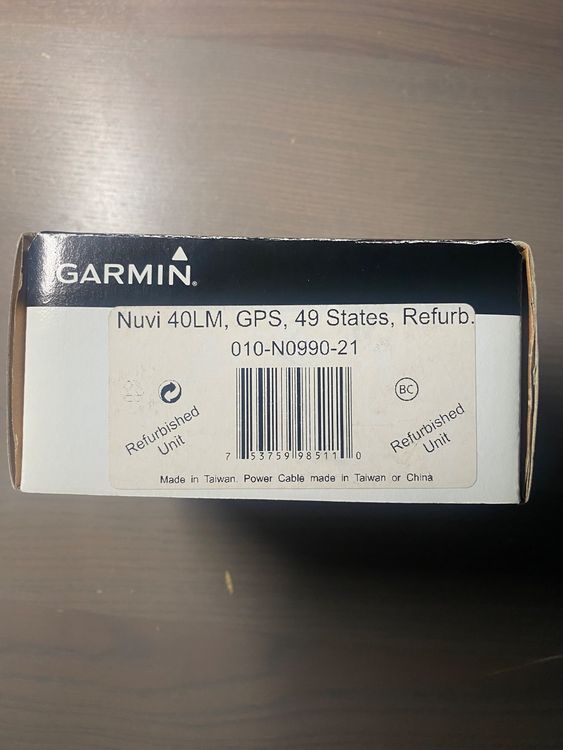 GARMIN®
Nuvi 40LM, GPS, 49 States, Refurb.
010-N0990-21
BC
Refurbished
Unit
Refurbished
Unit
7 53759 98511 0
Made in Taiwan. Power Cable made in Taiwan or China